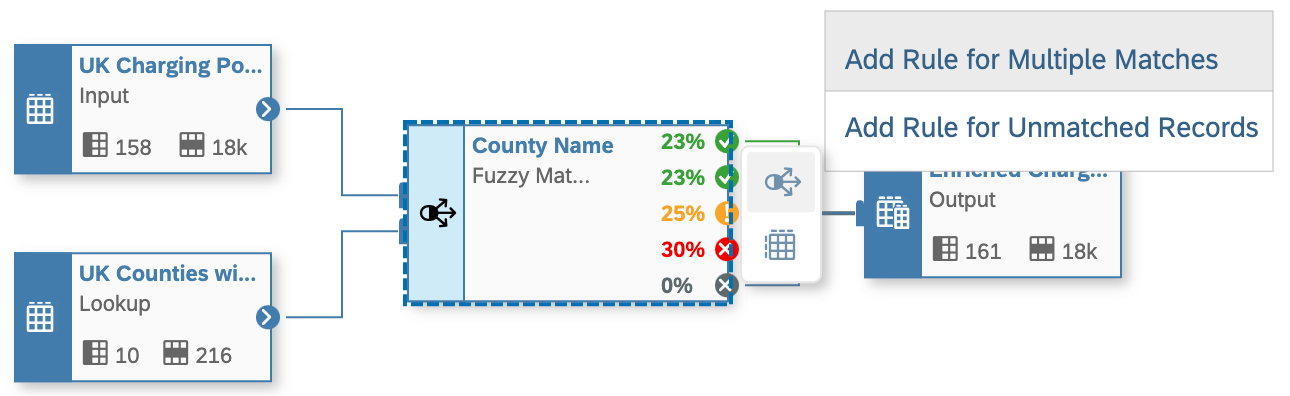 UK Charging Po...
Input
158 18k
UK Counties wi...
Lookup
10 216
County Name
Fuzzy Mat...
23%
23%
25%
30%
0%
Add Rule for Multiple Matches
Add Rule for Unmatched Records
Enriched Charg...
Output
161 18k